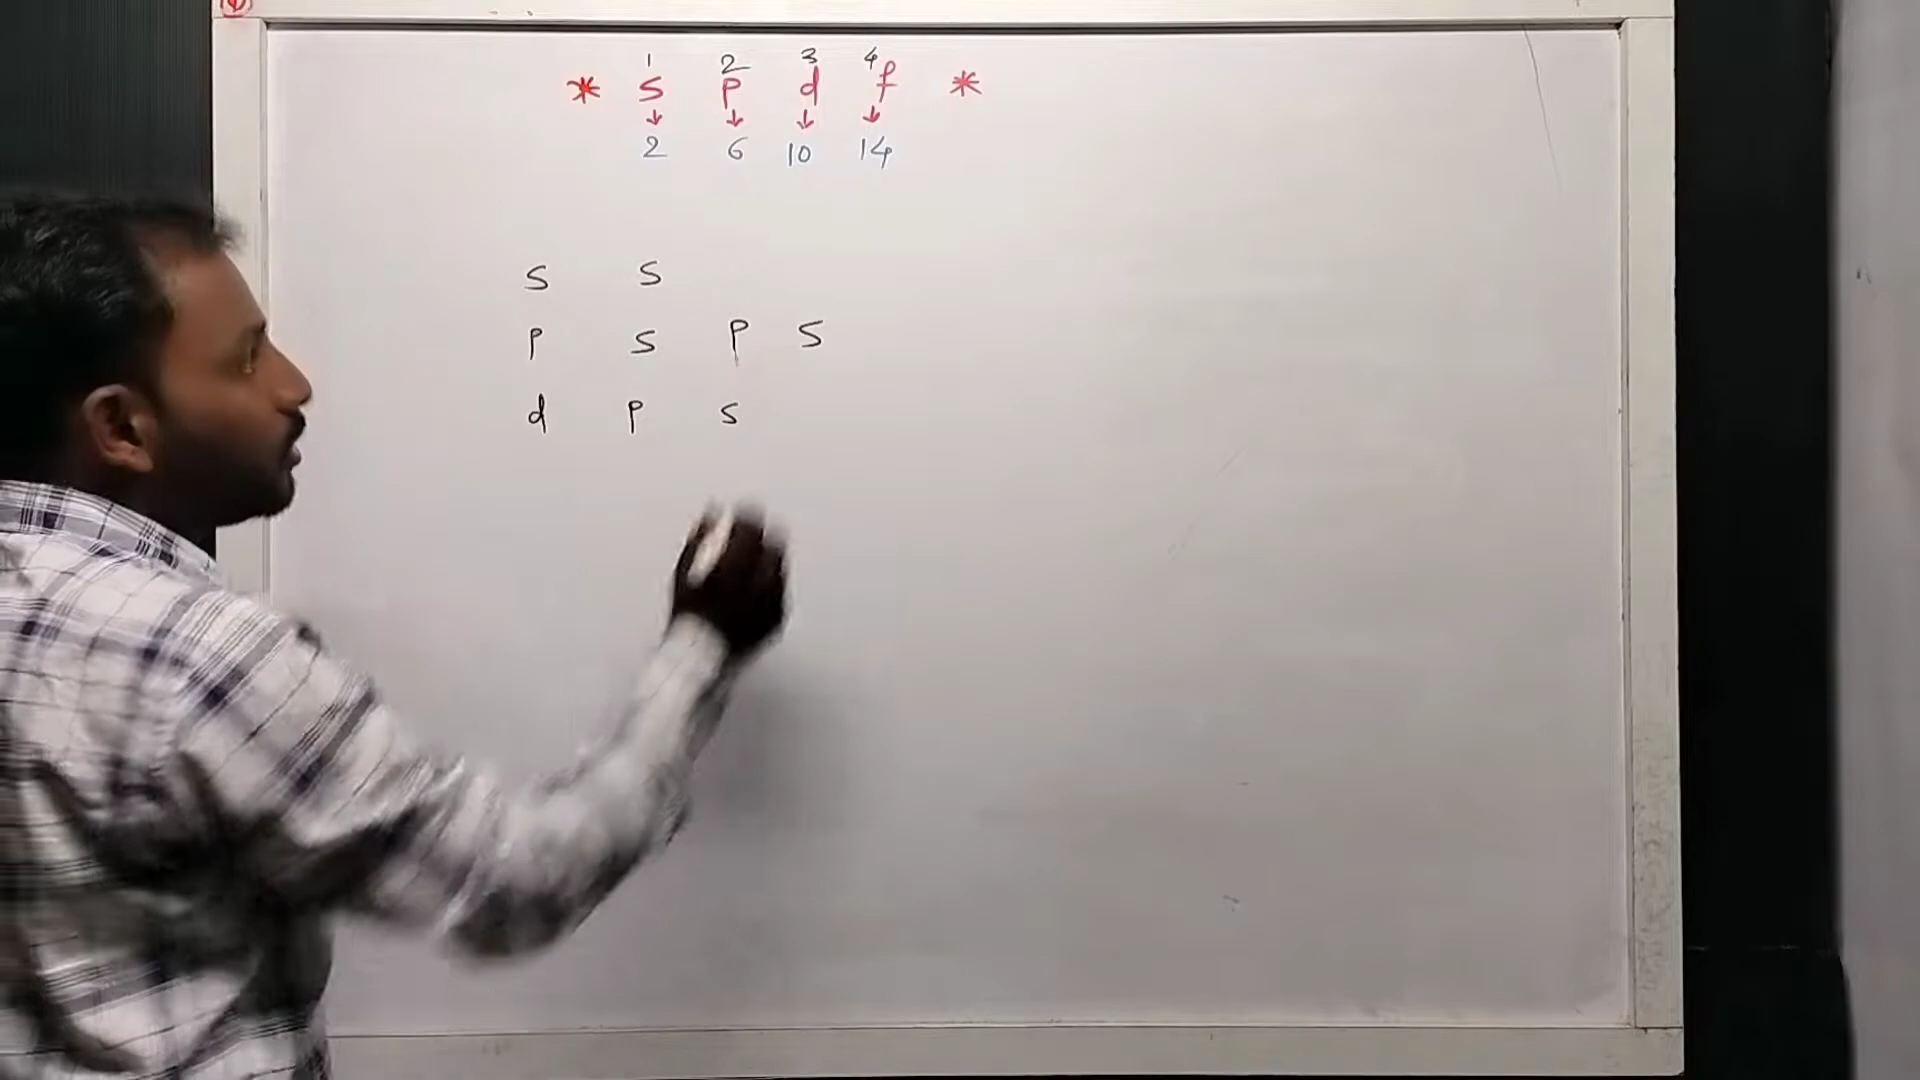 1 2 3 4
* s p d f *
↓ ↓ ↓ ↓
2 6 10 14
s s
p s p s
d p s